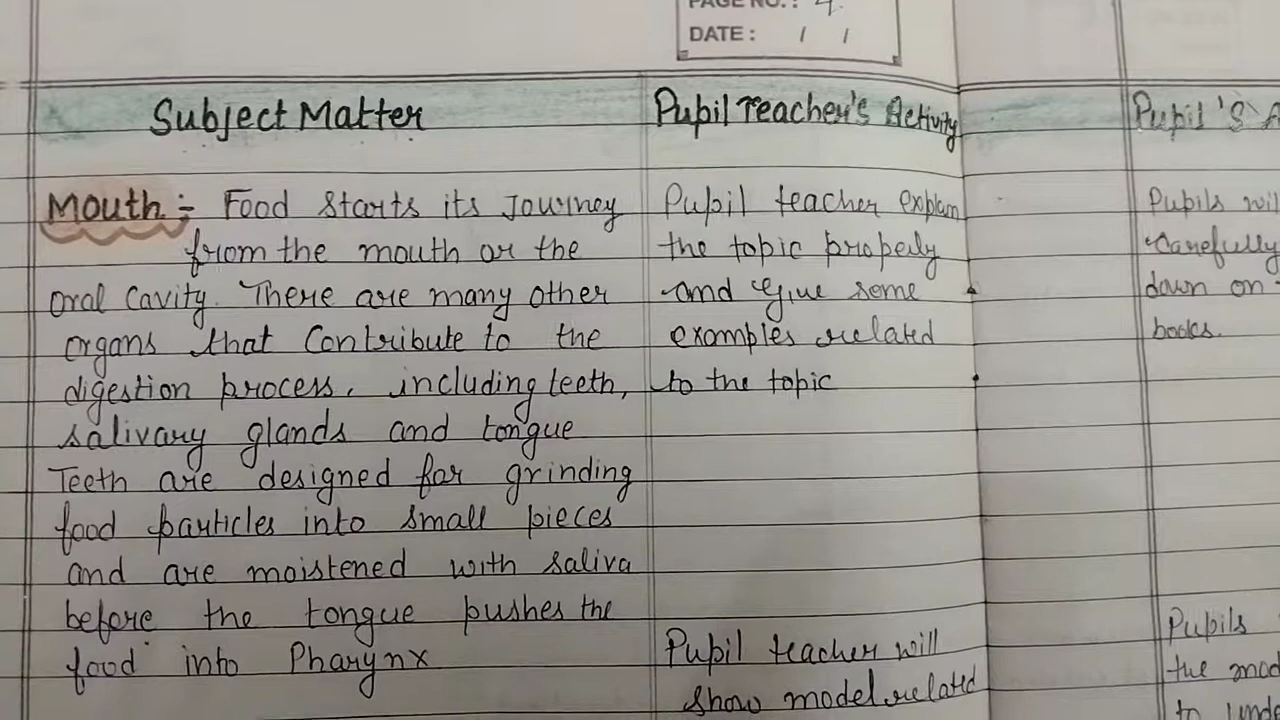 PAGE NO. : 4
DATE : / /
Subject Matter
Pupil Teacher's Activity
Pupil's
Mouth :- Food starts its Journey
from the mouth or the
oral cavity. There are many other
organs that contribute to the
digestion process, including teeth,
salivary glands and tongue
Teeth are designed for grinding
food particles into small pieces
and are moistened with saliva
before the tongue pushes the
food into Pharynx
Pupil teacher explain
the topic properly
and give some
examples related
to the topic
Pupil teacher will
show model related
Pupils
Carefully
down on
books.
Pupils
the
to